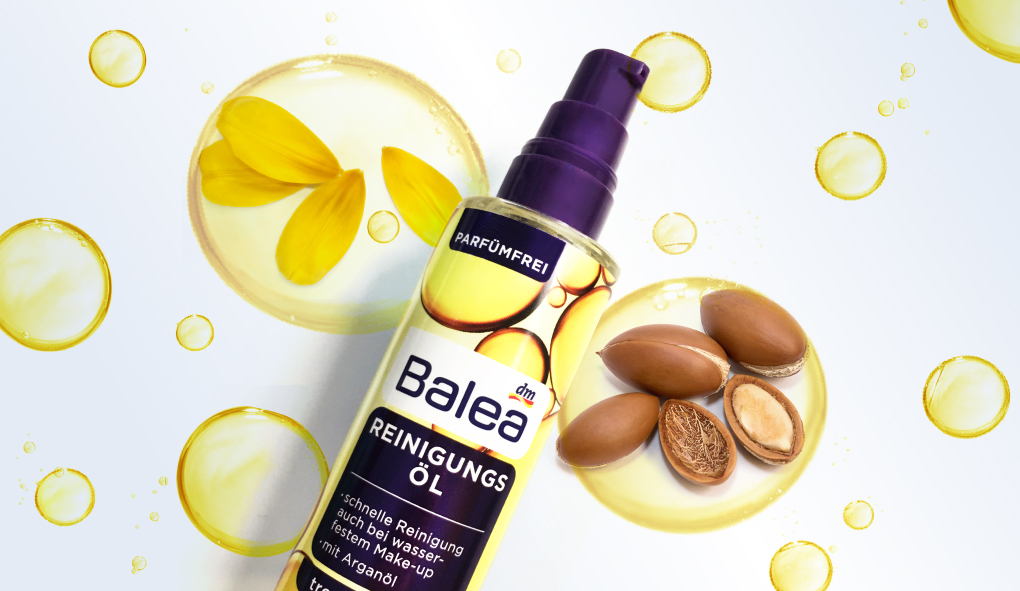 PARFÜMFREI
Balea
dm
REINIGUNGS
ÖL
· schnelle Reinigung
auch bei wasser-
festem Make-up
· mit Arganöl